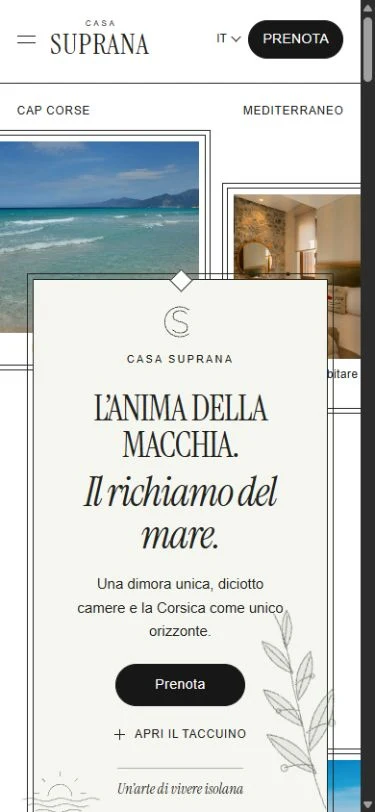 CASA
SUPRANA
IT
PRENOTA
CAP CORSE
MEDITERRANEO
bitare
CASA SUPRANA
L'ANIMA DELLA
MACCHIA.
Il richiamo del
mare.
Una dimora unica, diciotto
camere e la Corsica come unico
orizzonte.
Prenota
APRI IL TACCUINO
Un'arte di vivere isolana